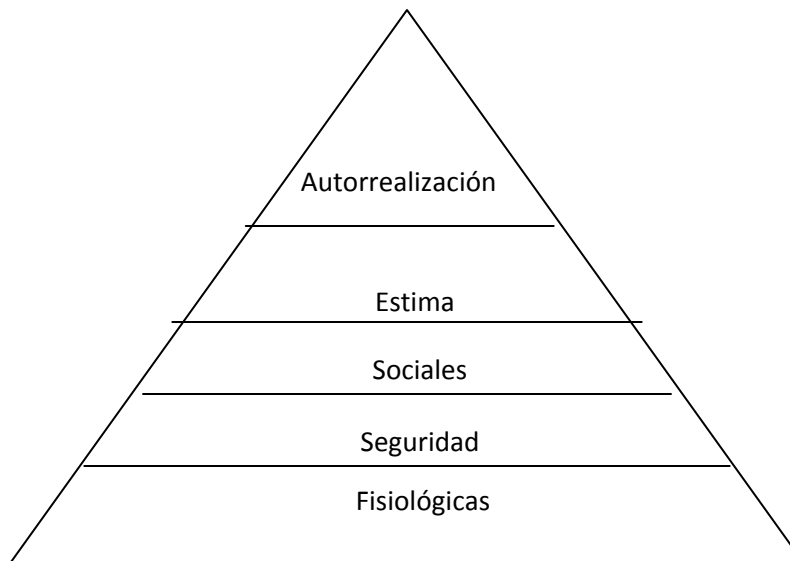 Autorrealización
Estima
Sociales
Seguridad
Fisiológicas